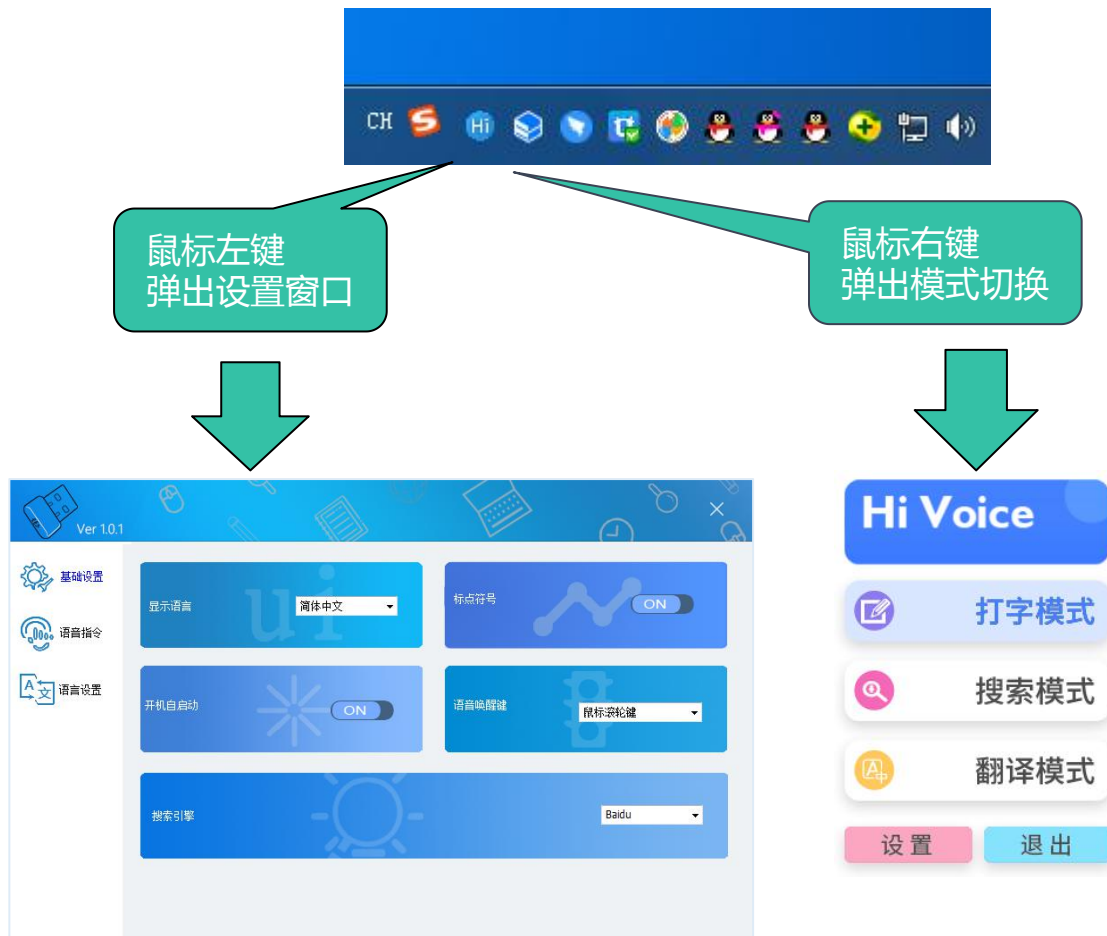 CH
Hi
鼠标左键
弹出设置窗口
鼠标右键
弹出模式切换
Ver 1.0.1
基础设置
语音指令
语言设置
显示语言
ui
简体中文
标点符号
ON
开机自启动
ON
语音唤醒键
鼠标滚轮键
搜索引擎
Baidu
Hi Voice
打字模式
搜索模式
翻译模式
设置
退出